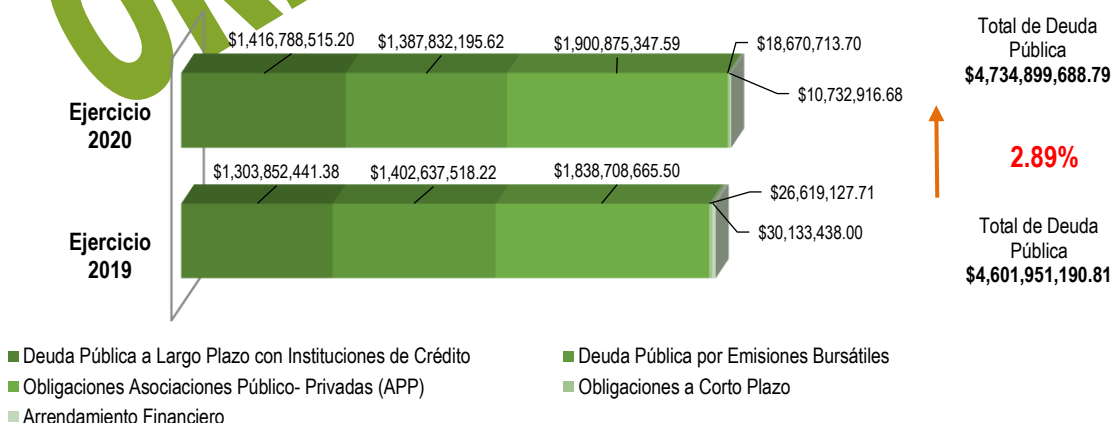 $1,416,788,515.20 $1,387,832,195.62 $1,900,875,347.59 $18,670,713.70
$10,732,916.68
Ejercicio
2020
Total de Deuda
Pública
$4,734,899,688.79
2.89%
$1,303,852,441.38 $1,402,637,518.22 $1,838,708,665.50 $26,619,127.71
$30,133,438.00
Ejercicio
2019
Total de Deuda
Pública
$4,601,951,190.81
Deuda Pública a Largo Plazo con Instituciones de Crédito
Deuda Pública por Emisiones Bursátiles
Obligaciones Asociaciones Público- Privadas (APP)
Obligaciones a Corto Plazo
Arrendamiento Financiero